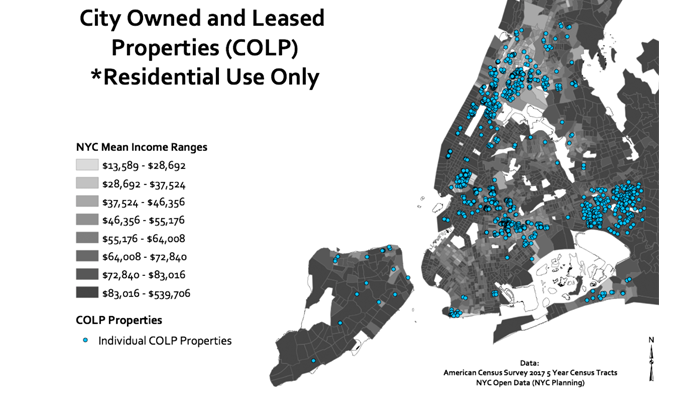 City Owned and Leased
Properties (COLP)
*Residential Use Only
NYC Mean Income Ranges
$13,589 - $28,692
$28,692 - $37,524
$37,524 - $46,356
$46,356 - $55,176
$55,176 - $64,008
$64,008 - $72,840
$72,840 - $83,016
$83,016 - $539,706
COLP Properties
Individual COLP Properties
N
Data:
American Census Survey 2017 5 Year Census Tracts
NYC Open Data (NYC Planning)